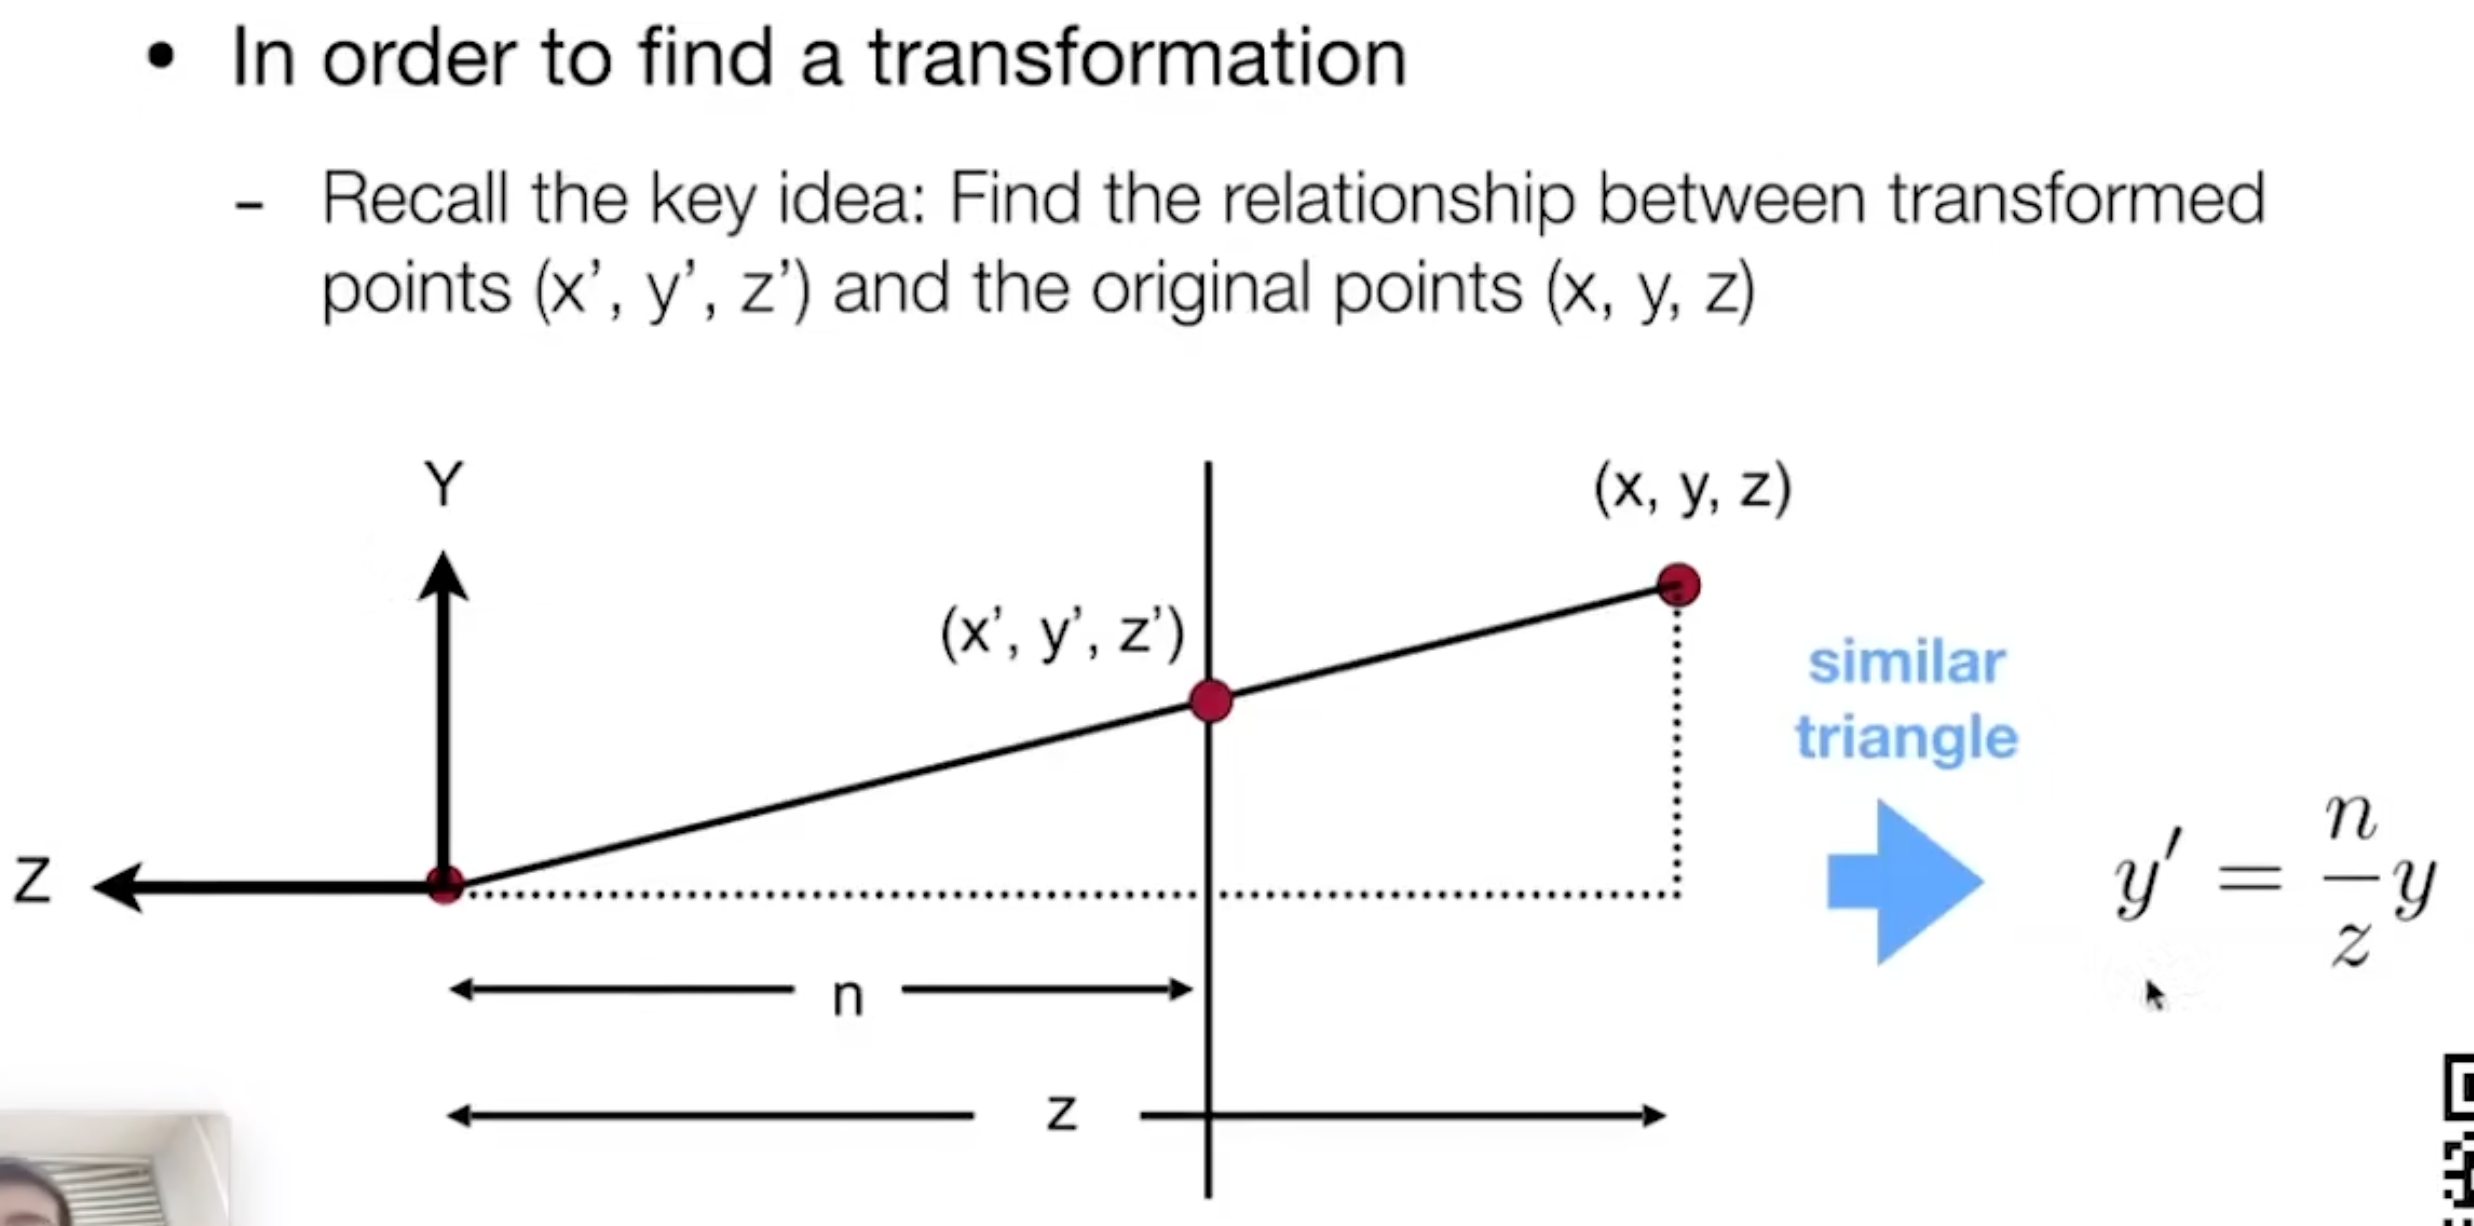 • In order to find a transformation
- Recall the key idea: Find the relationship between transformed
points (x’, y’, z’) and the original points (x, y, z)
Y
(x, y, z)
(x’, y’, z’)
similar
triangle
Z
y′ = n/z y
n
z